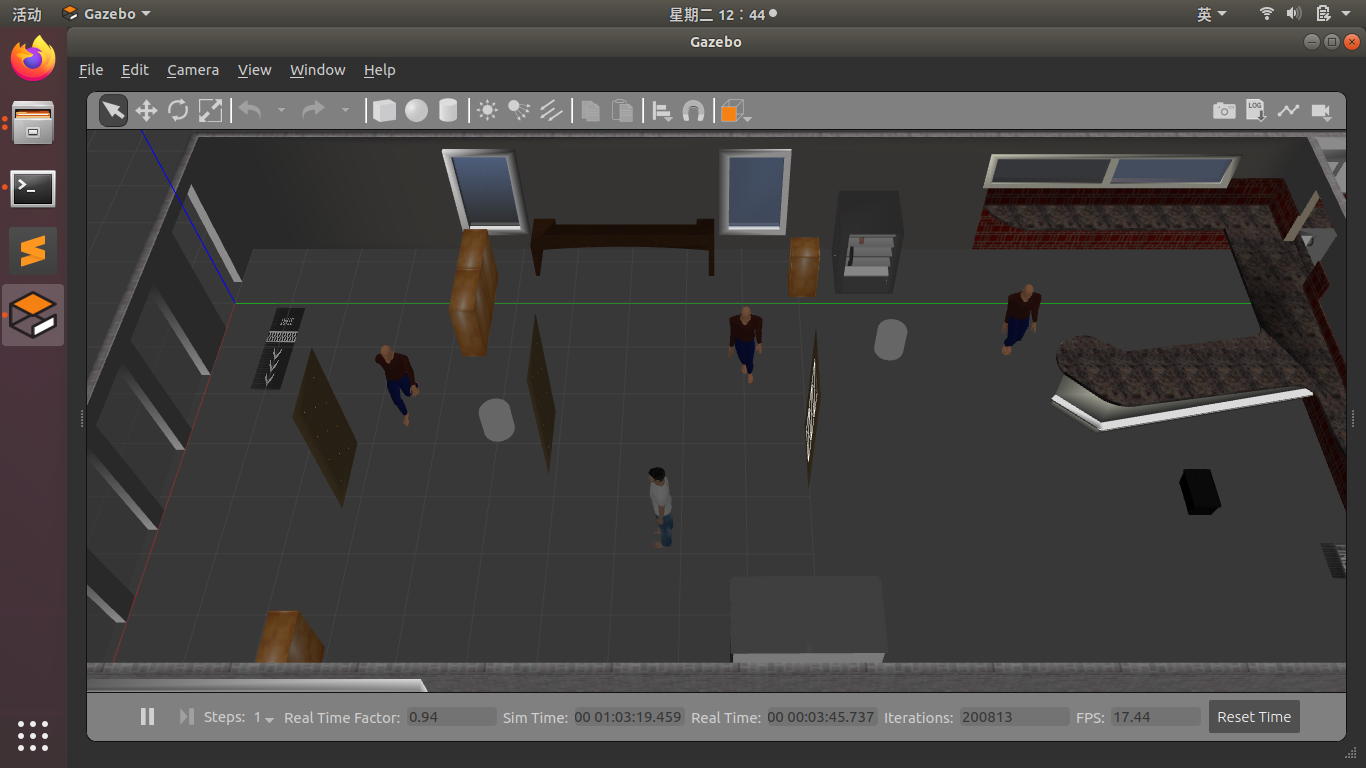 活动 Gazebo 星期二 12：44 英
Gazebo
File Edit Camera View Window Help
LOG
Steps: 1 Real Time Factor: 0.94 Sim Time: 00 01:03:19.459 Real Time: 00 00:03:45.737 Iterations: 200813 FPS: 17.44 Reset Time